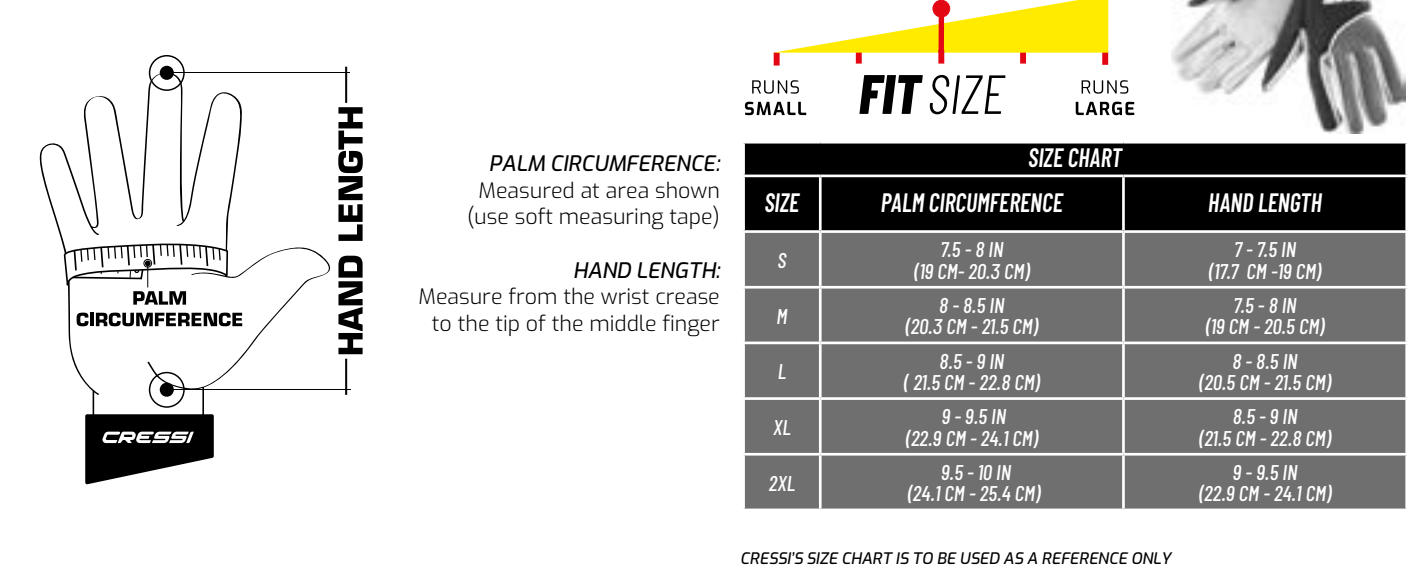 HAND LENGTH
PALM
CIRCUMFERENCE
CRESSI
PALM CIRCUMFERENCE:
Measured at area shown
(use soft measuring tape)
HAND LENGTH:
Measure from the wrist crease
to the tip of the middle finger
RUNS
SMALL
FIT SIZE
RUNS
LARGE
SIZE CHART
SIZE PALM CIRCUMFERENCE HAND LENGTH
S 7.5 - 8 IN (19 CM- 20.3 CM) 7 - 7.5 IN (17.7 CM -19 CM)
M 8 - 8.5 IN (20.3 CM - 21.5 CM) 7.5 - 8 IN (19 CM - 20.5 CM)
L 8.5 - 9 IN ( 21.5 CM - 22.8 CM) 8 - 8.5 IN (20.5 CM - 21.5 CM)
XL 9 - 9.5 IN (22.9 CM - 24.1 CM) 8.5 - 9 IN (21.5 CM - 22.8 CM)
2XL 9.5 - 10 IN (24.1 CM - 25.4 CM) 9 - 9.5 IN (22.9 CM - 24.1 CM)
CRESSI'S SIZE CHART IS TO BE USED AS A REFERENCE ONLY